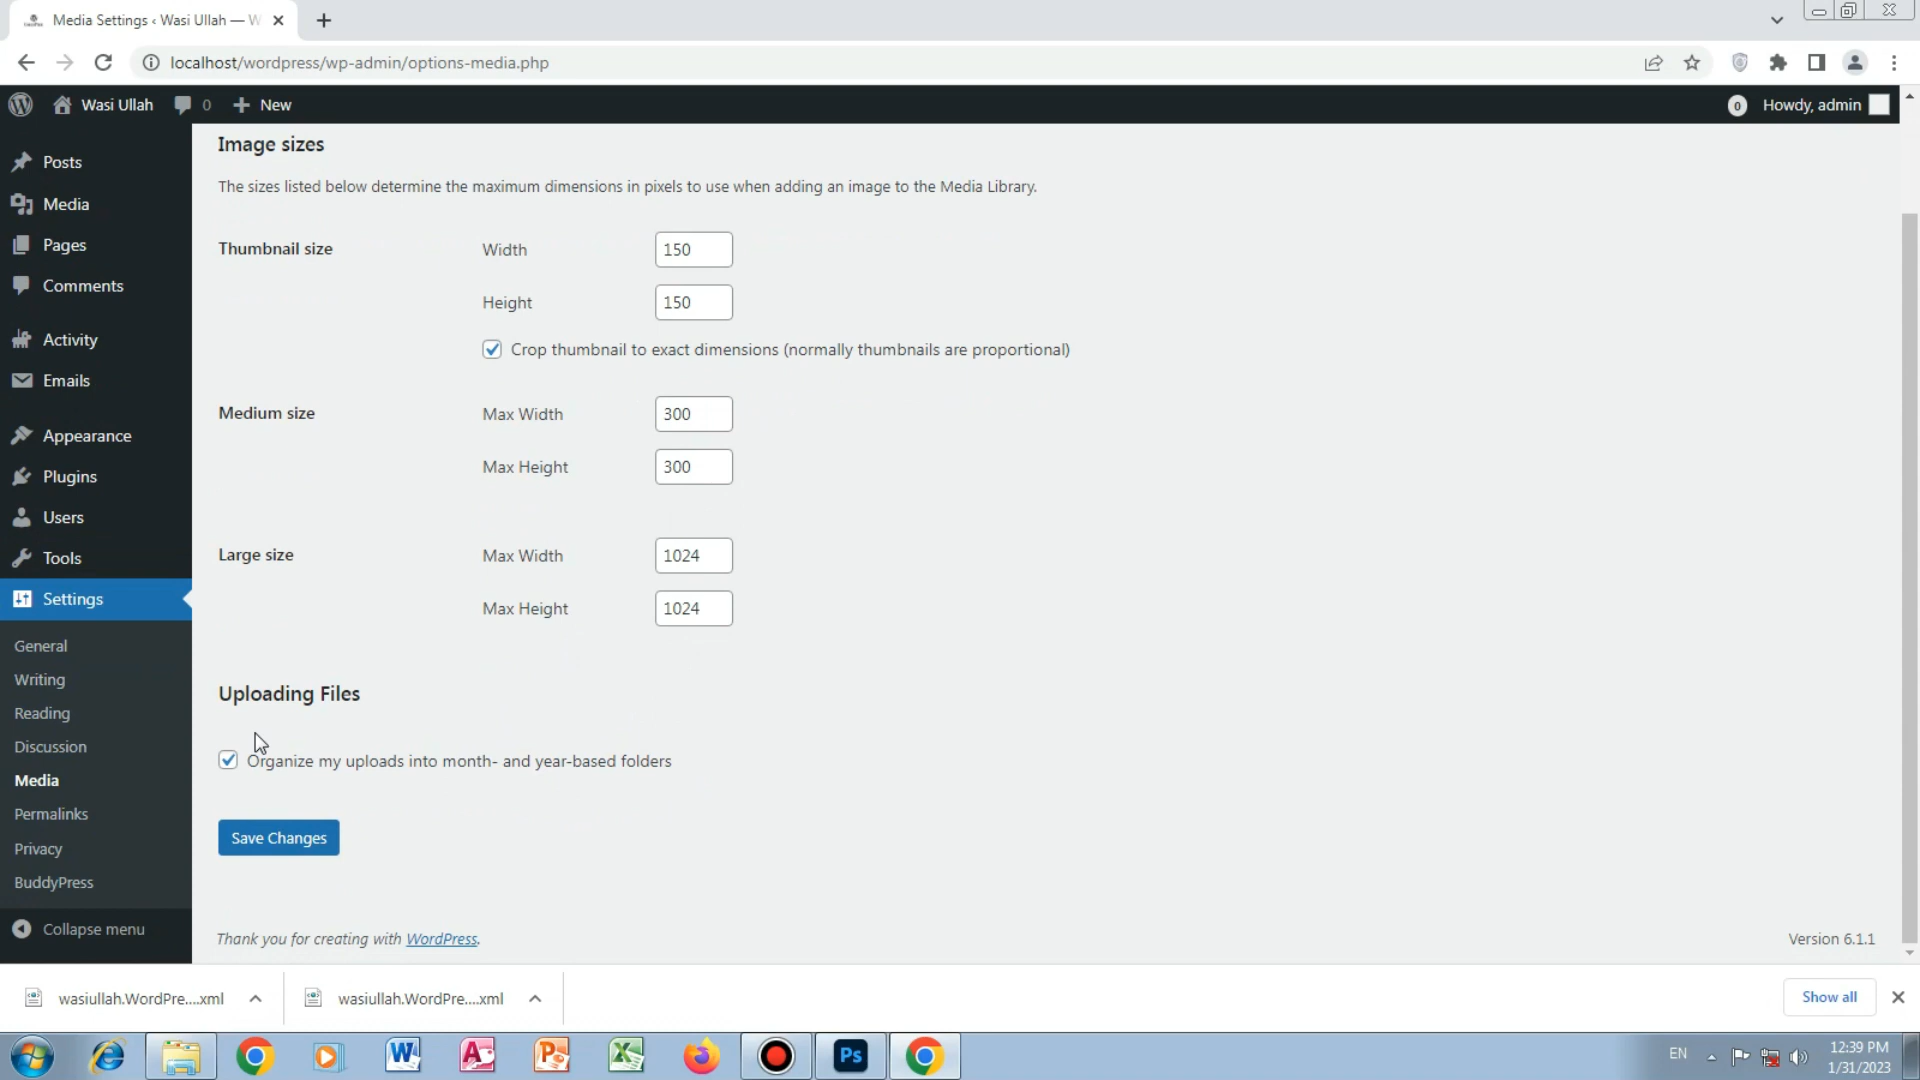 Media Settings ‹ Wasi Ullah — W
localhost/wordpress/wp-admin/options-media.php
Wasi Ullah 0 New 0 Howdy, admin
Posts
Media
Pages
Comments
Activity
Emails
Appearance
Plugins
Users
Tools
Settings
General
Writing
Reading
Discussion
Media
Permalinks
Privacy
BuddyPress
Collapse menu
Image sizes
The sizes listed below determine the maximum dimensions in pixels to use when adding an image to the Media Library.
Thumbnail size Width 150
Height 150
Crop thumbnail to exact dimensions (normally thumbnails are proportional)
Medium size Max Width 300
Max Height 300
Large size Max Width 1024
Max Height 1024
Uploading Files
Organize my uploads into month- and year-based folders
Save Changes
Thank you for creating with WordPress. Version 6.1.1
wasiullah.WordPre....xml wasiullah.WordPre....xml Show all
Ps
EN 12:39 PM
1/31/2023